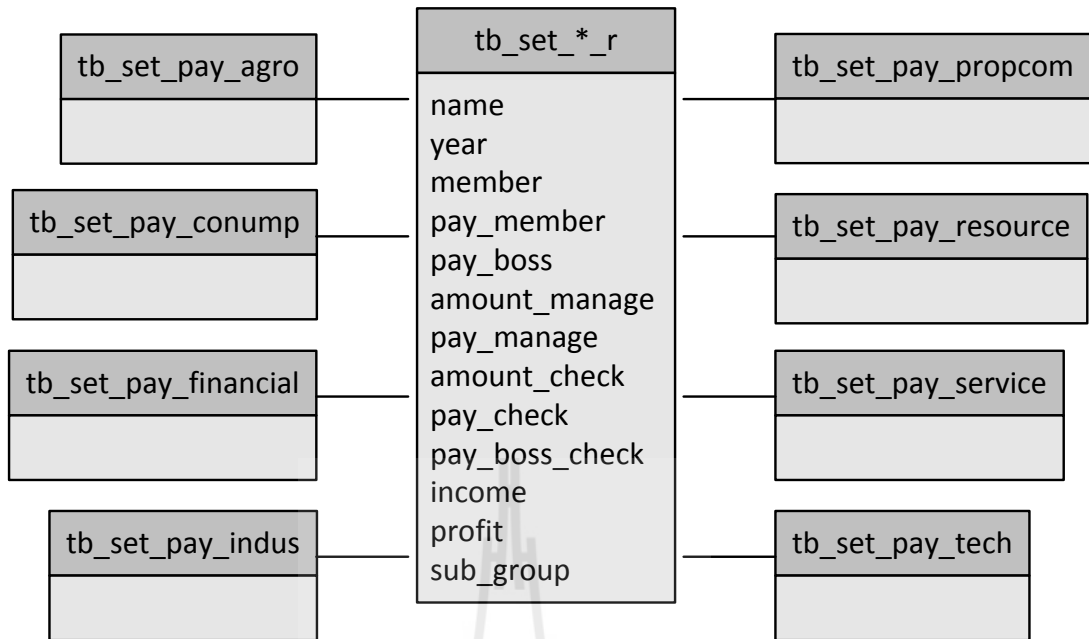 tb_set_pay_agro
tb_set_pay_conump
tb_set_pay_financial
tb_set_pay_indus
tb_set_*_r
name
year
member
pay_member
pay_boss
amount_manage
pay_manage
amount_check
pay_check
pay_boss_check
income
profit
sub_group
tb_set_pay_propcom
tb_set_pay_resource
tb_set_pay_service
tb_set_pay_tech